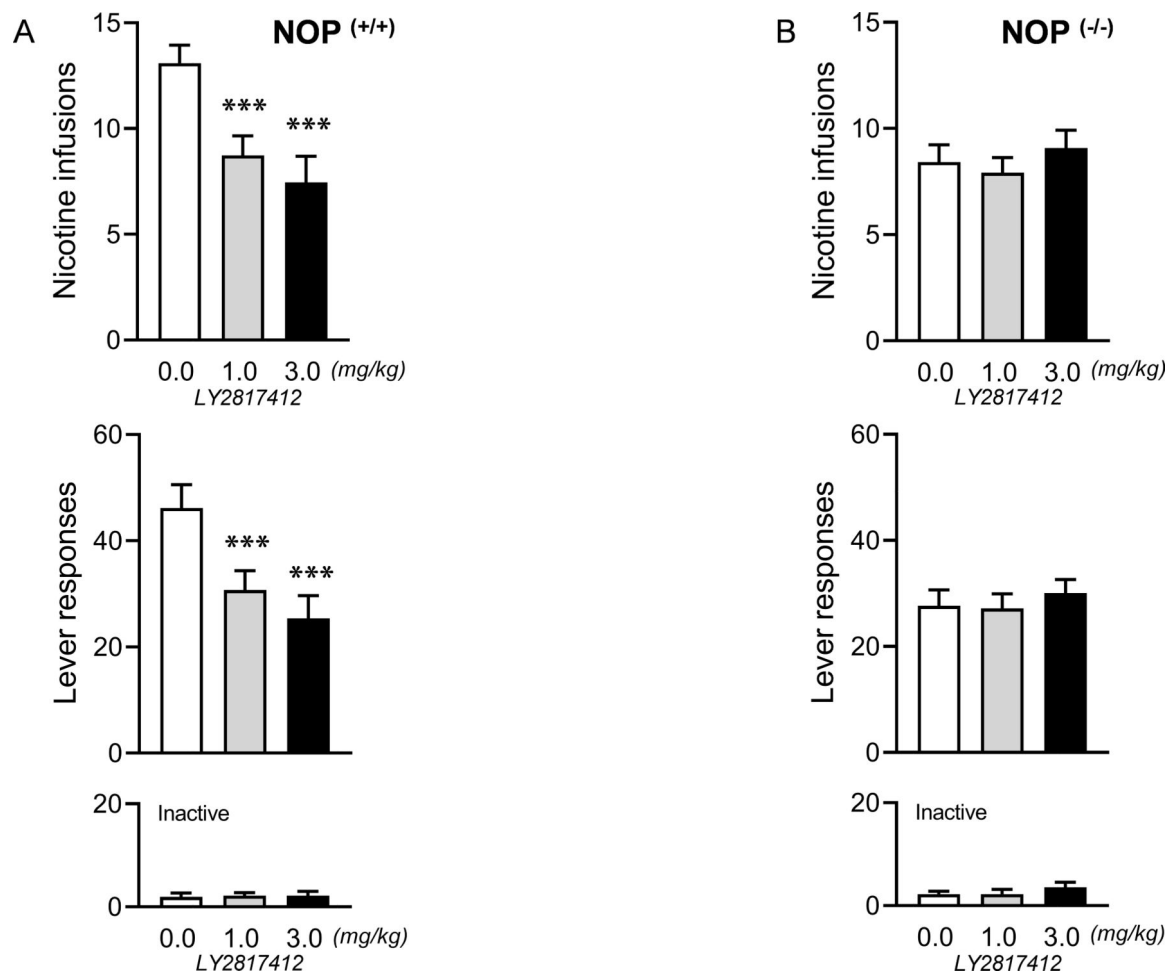 A
NOP (+/+)
15
10
5
0
Nicotine infusions
***
***
0.0 1.0 3.0 (mg/kg)
LY2817412
60
40
20
0
Lever responses
***
***
20
0
Inactive
0.0 1.0 3.0 (mg/kg)
LY2817412
B
NOP (-/-)
15
10
5
0
Nicotine infusions
0.0 1.0 3.0 (mg/kg)
LY2817412
60
40
20
0
Lever responses
20
0
Inactive
0.0 1.0 3.0 (mg/kg)
LY2817412